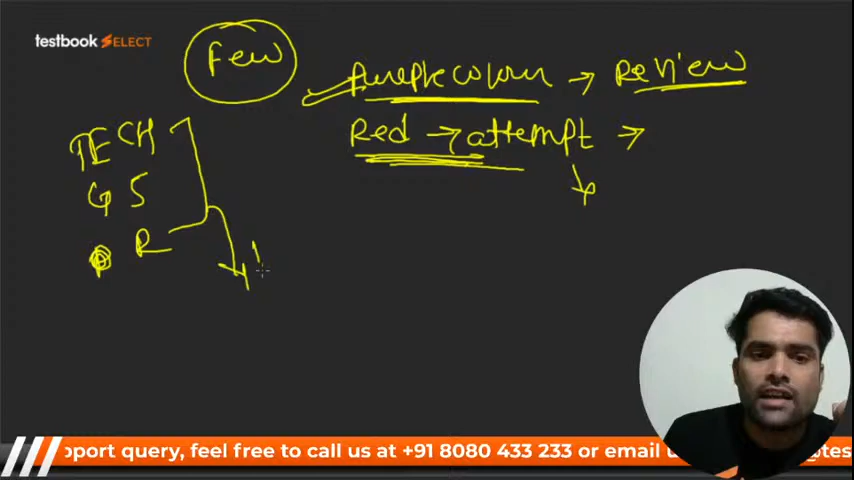 testbook SELECT
Few
purple colour → Review
Red → attempt →
TECH
GS
R
pport query, feel free to call us at +91 8080 433 233 or email u
@tes